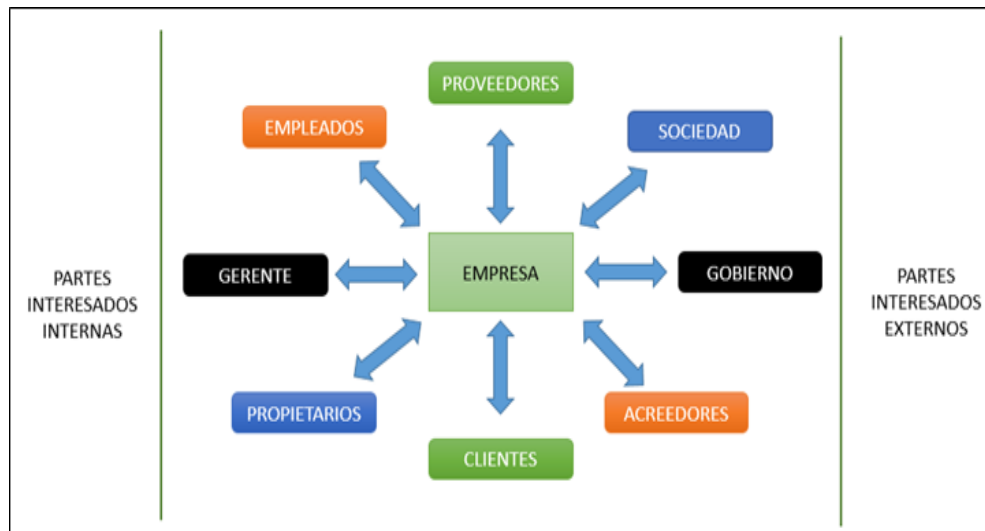 PROVEEDORES
EMPLEADOS
SOCIEDAD
PARTES
INTERESADOS
INTERNAS
GERENTE
EMPRESA
GOBIERNO
PARTES
INTERESADOS
EXTERNOS
PROPIETARIOS
ACREEDORES
CLIENTES